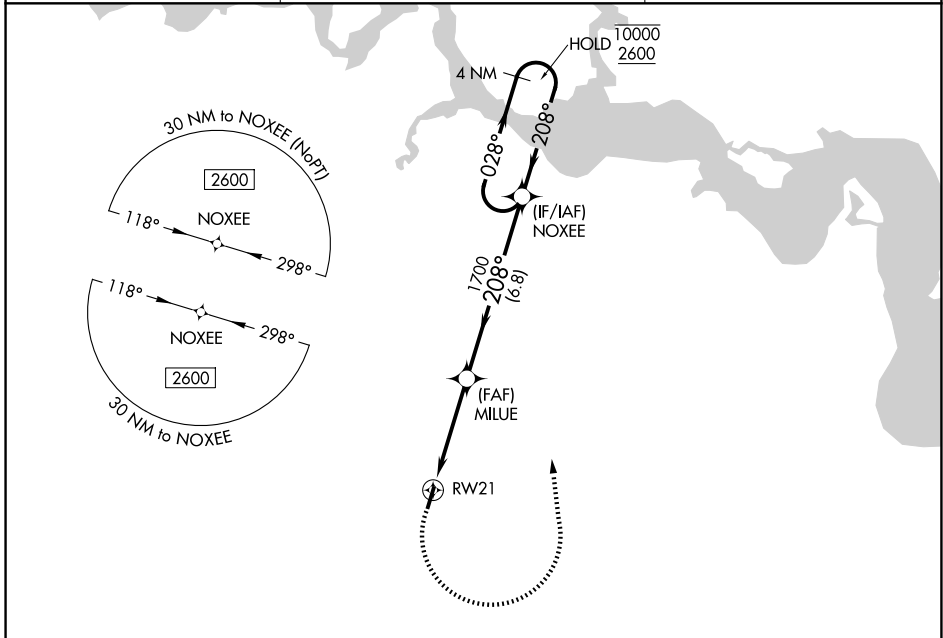 10000
HOLD 2600
4 NM
028°
208°
30 NM to NOXEE (NoPT)
2600
NOXEE
118°
298°
118°
298°
NOXEE
2600
30 NM to NOXEE
(IF/IAF)
NOXEE
1700
208°
(6.8)
(FAF)
MILUE
RW21